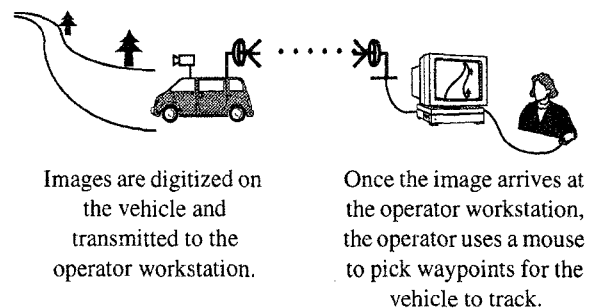 Images are digitized on
the vehicle and
transmitted to the
operator workstation.
Once the image arrives at
the operator workstation,
the operator uses a mouse
to pick waypoints for the
vehicle to track.